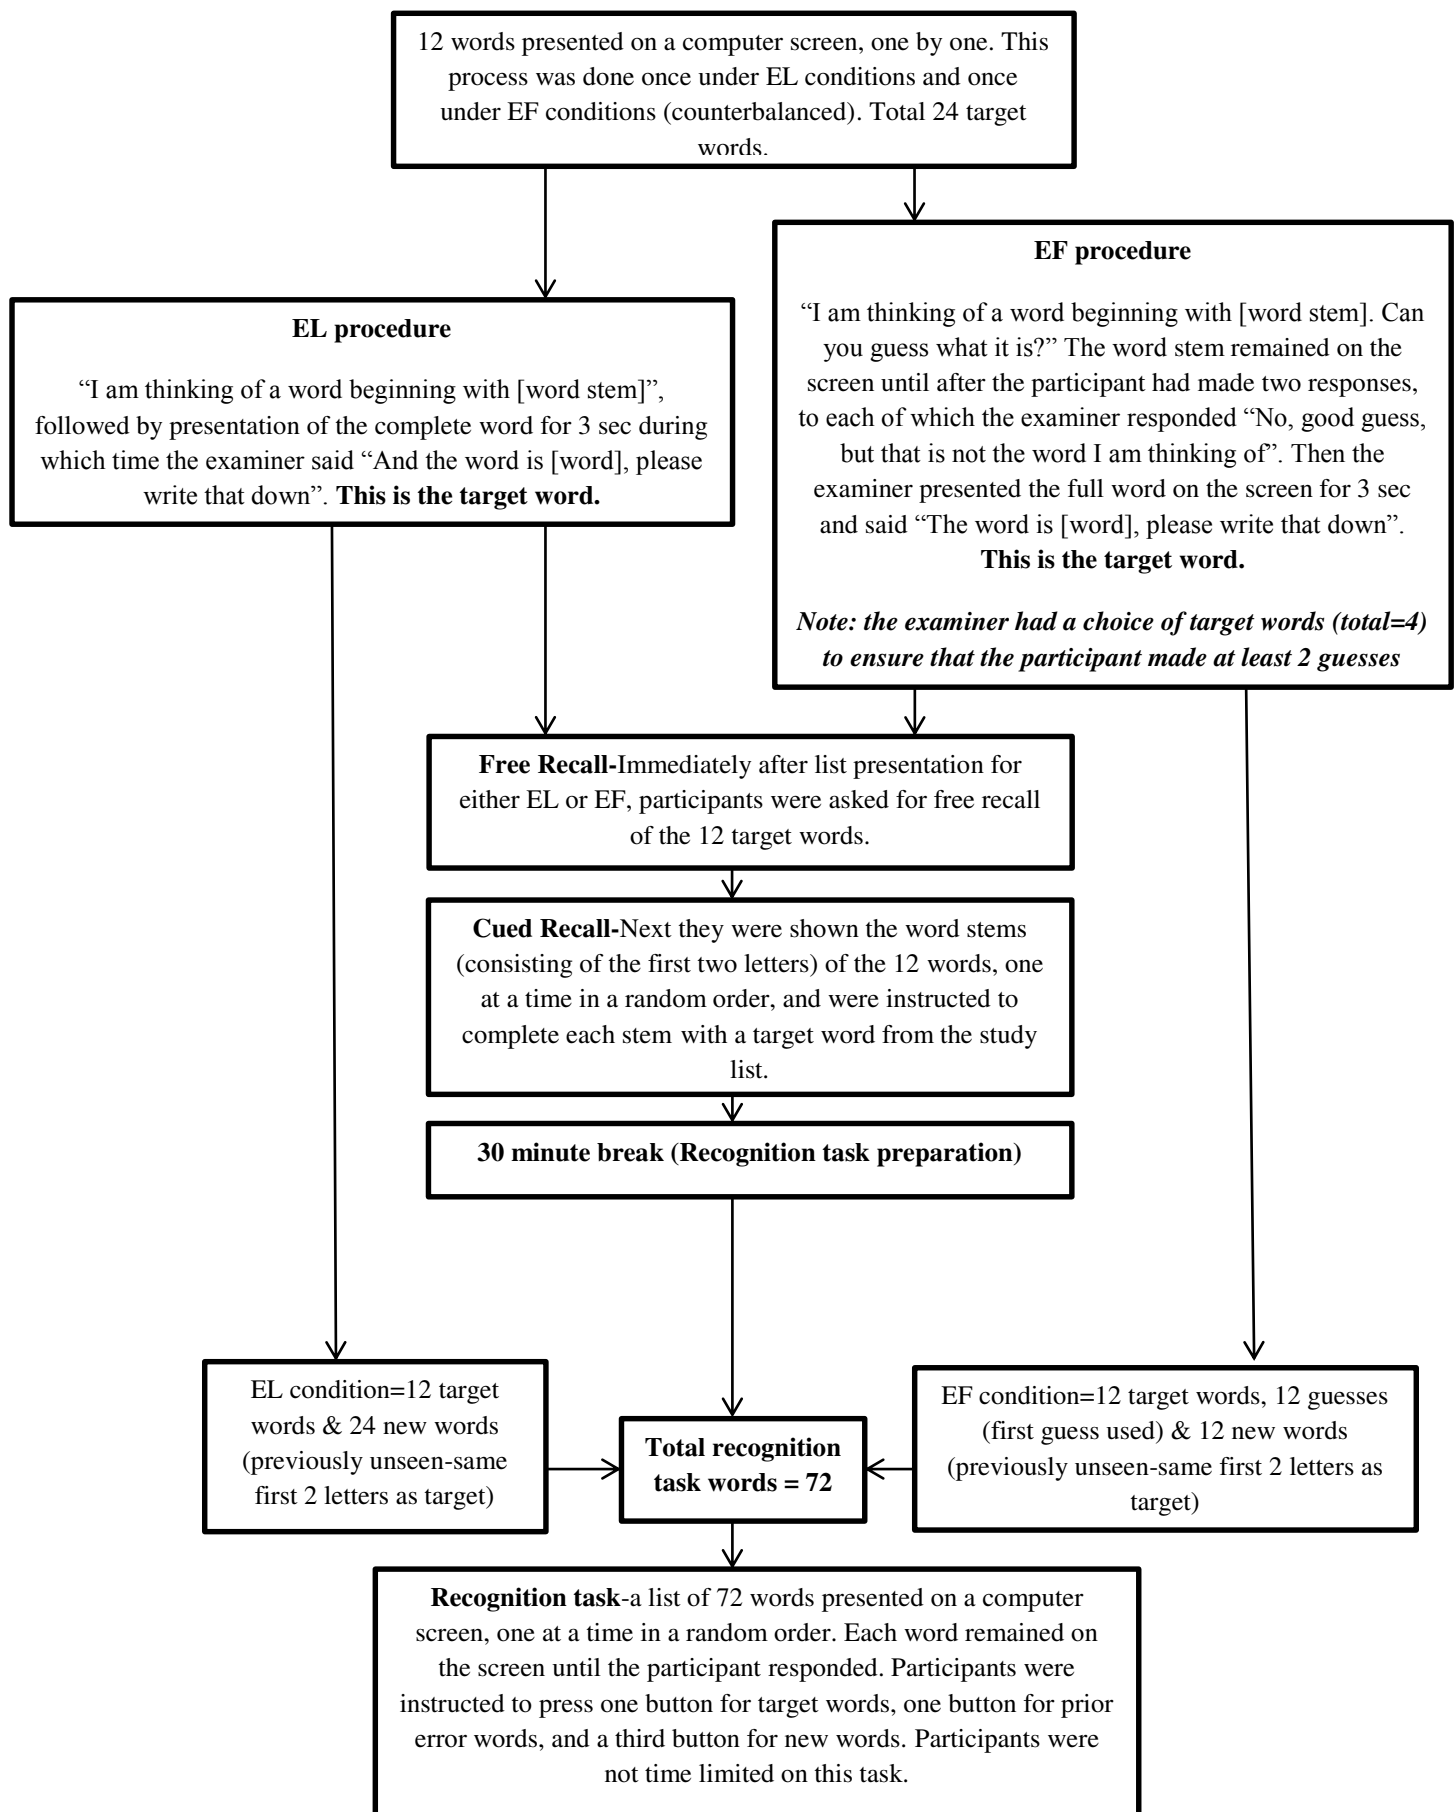 12 words presented on a computer screen, one by one. This
process was done once under EL conditions and once
under EF conditions (counterbalanced). Total 24 target
words.
EF procedure
“I am thinking of a word beginning with [word stem]. Can
you guess what it is?” The word stem remained on the
screen until after the participant had made two responses,
to each of which the examiner responded “No, good guess,
but that is not the word I am thinking of”. Then the
examiner presented the full word on the screen for 3 sec
and said “The word is [word], please write that down”.
This is the target word.
Note: the examiner had a choice of target words (total=4)
to ensure that the participant made at least 2 guesses
EL procedure
“I am thinking of a word beginning with [word stem]”,
followed by presentation of the complete word for 3 sec during
which time the examiner said “And the word is [word], please
write that down”. This is the target word.
Free Recall-Immediately after list presentation for
either EL or EF, participants were asked for free recall
of the 12 target words.
Cued Recall-Next they were shown the word stems
(consisting of the first two letters) of the 12 words, one
at a time in a random order, and were instructed to
complete each stem with a target word from the study
list.
30 minute break (Recognition task preparation)
EL condition=12 target
words & 24 new words
(previously unseen-same
first 2 letters as target)
Total recognition
task words = 72
EF condition=12 target words, 12 guesses
(first guess used) & 12 new words
(previously unseen-same first 2 letters as
target)
Recognition task-a list of 72 words presented on a computer
screen, one at a time in a random order. Each word remained on
the screen until the participant responded. Participants were
instructed to press one button for target words, one button for prior
error words, and a third button for new words. Participants were
not time limited on this task.